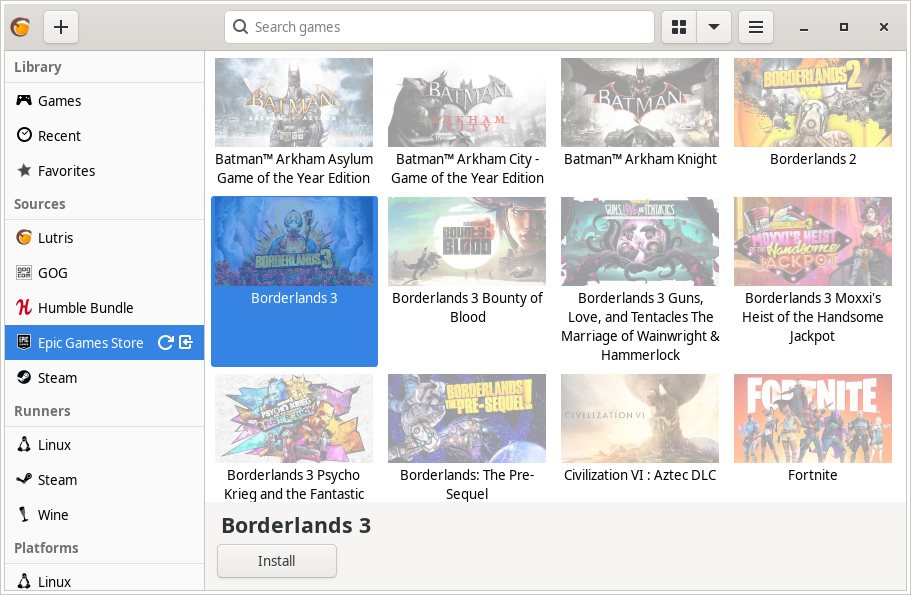 Search games
Library
Games
Recent
Favorites
Sources
Lutris
GOG
Humble Bundle
EPIC GAMES
Epic Games Store
Steam
Runners
Linux
Steam
Wine
Platforms
Linux
BATMAN
ARKHAM ASYLUM
Batman™ Arkham Asylum
Game of the Year Edition
BATMAN
ARKHAM
CITY
Batman™ Arkham City -
Game of the Year Edition
BATMAN
Batman™ Arkham Knight
BORDERLANDS 2
Borderlands 2
BORDERLANDS 3
Borderlands 3
BOUNTY OF
BLOOD
Borderlands 3 Bounty of
Blood
GUNS, LOVE, AND TENTACLES
Borderlands 3 Guns,
Love, and Tentacles The
Marriage of Wainwright &
Hammerlock
MOXXI'S HEIST
OF THE Handsome
JACKPOT
Borderlands 3 Moxxi's
Heist of the Handsome
Jackpot
PSYCHO KRIEG
Borderlands 3 Psycho
Krieg and the Fantastic
BORDERLANDS
THE PRE-SEQUEL!
Borderlands: The Pre-
Sequel
CIVILIZATION VI
Civilization VI : Aztec DLC
FORTNITE
Fortnite
Borderlands 3
Install